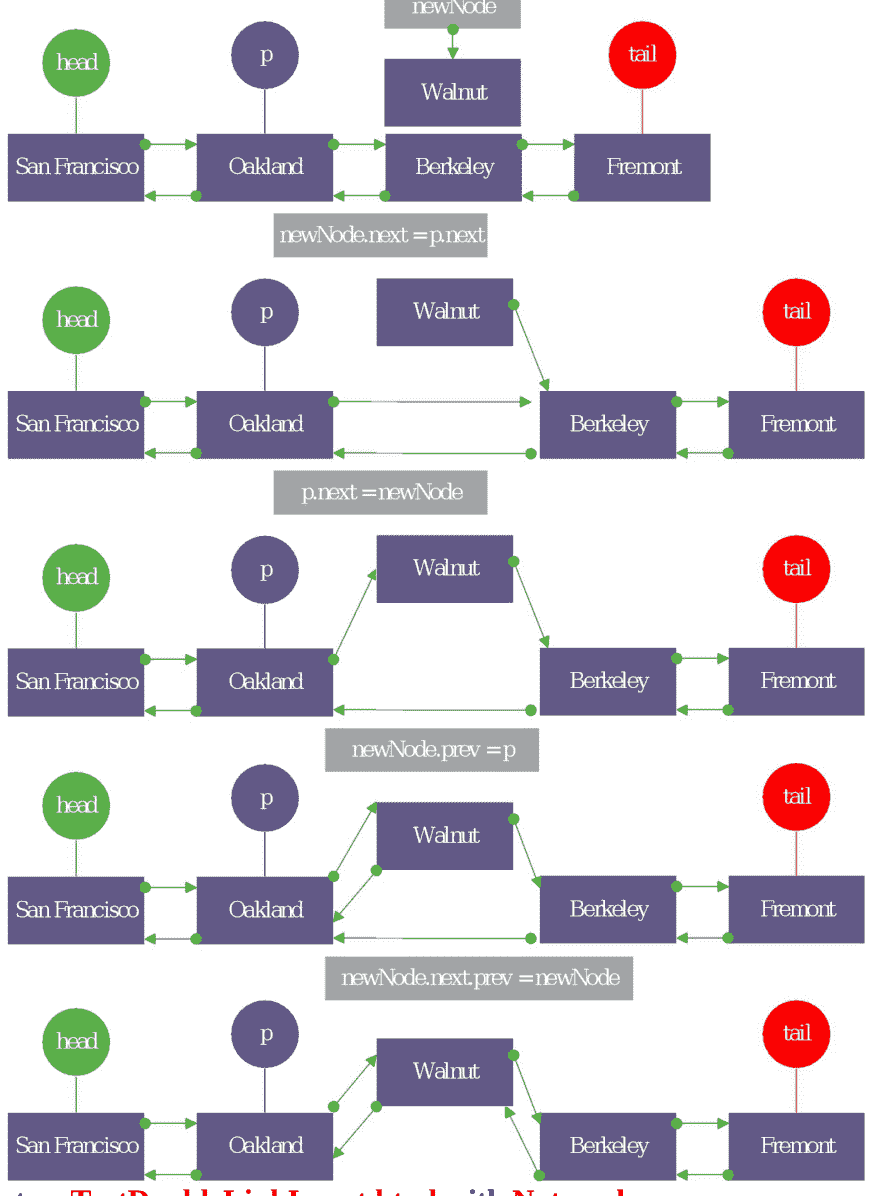 newNode
head
p
tail
Walnut
San Francisco
Oakland
Berkeley
Fremont
newNode.next = p.next
head
p
Walnut
tail
San Francisco
Oakland
Berkeley
Fremont
p.next = newNode
head
p
Walnut
tail
San Francisco
Oakland
Berkeley
Fremont
newNode.prev = p
head
p
Walnut
tail
San Francisco
Oakland
Berkeley
Fremont
newNode.next.prev = newNode
head
p
Walnut
tail
San Francisco
Oakland
Berkeley
Fremont
with